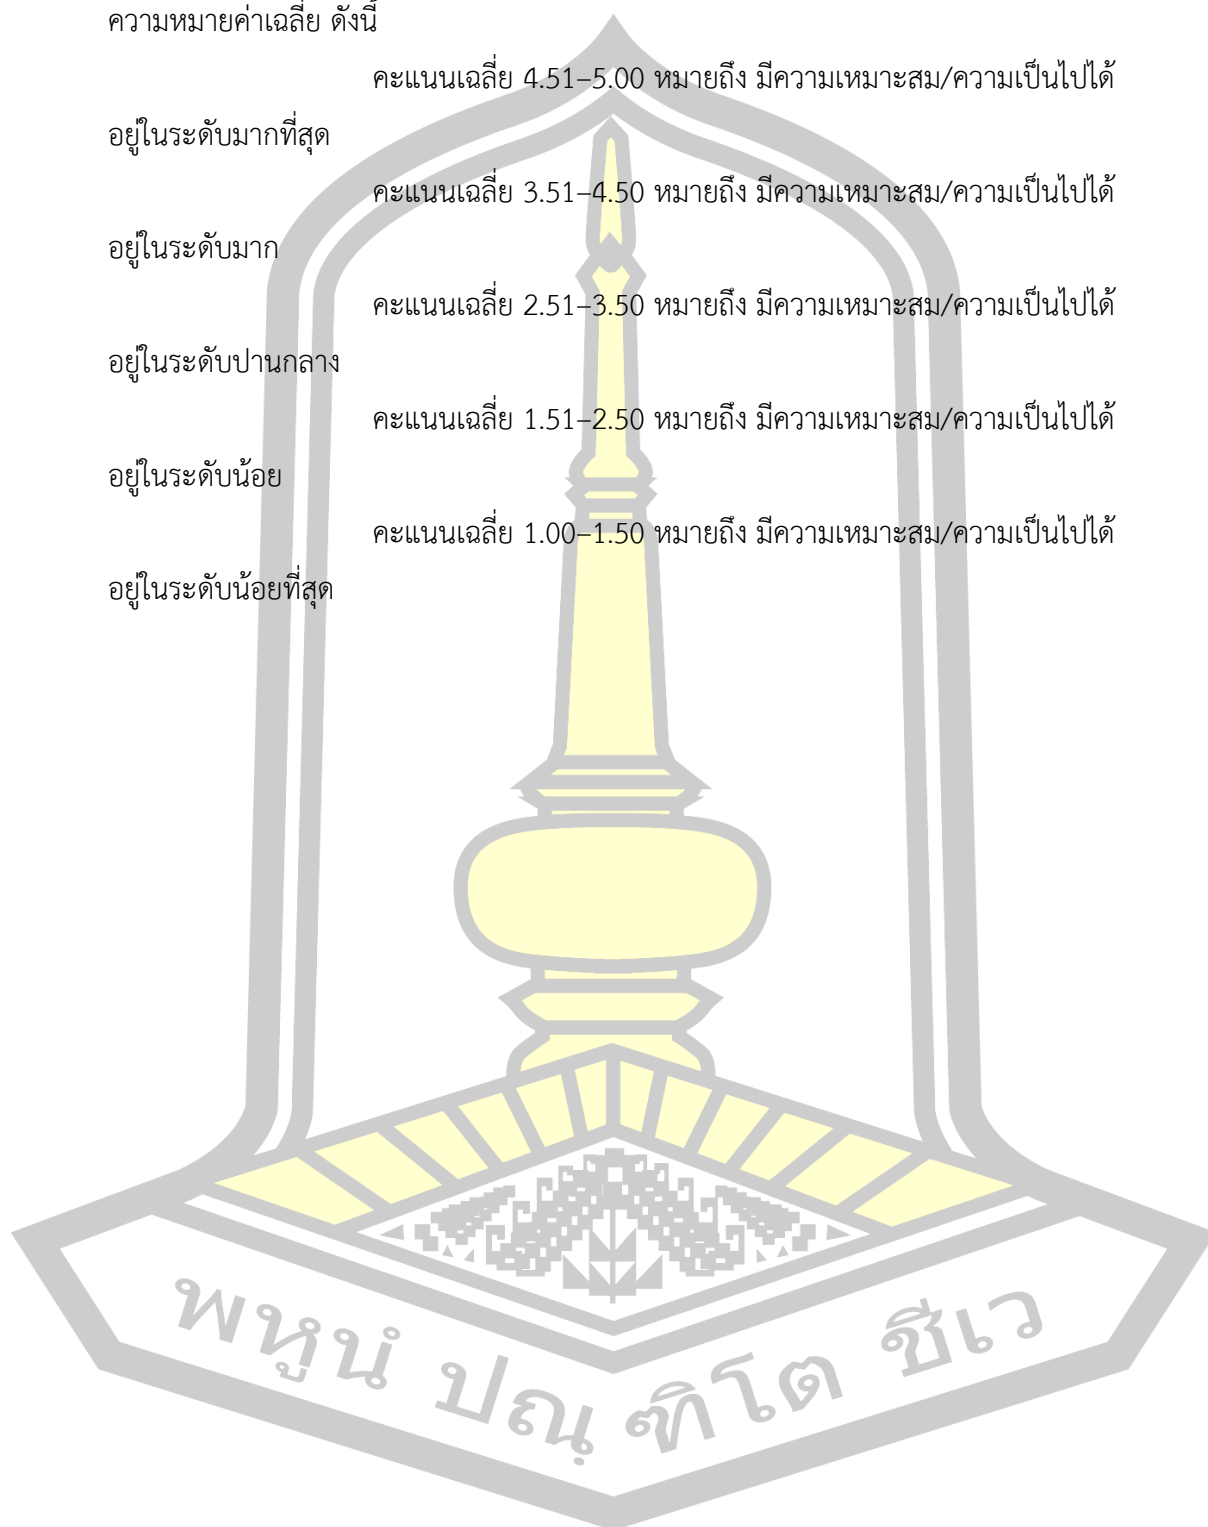 ความหมายค่าเฉลี่ย ดังนี้
คะแนนเฉลี่ย 4.51–5.00 หมายถึง มีความเหมาะสม/ความเป็นไปได้
อยู่ในระดับมากที่สุด
คะแนนเฉลี่ย 3.51–4.50 หมายถึง มีความเหมาะสม/ความเป็นไปได้
อยู่ในระดับมาก
คะแนนเฉลี่ย 2.51–3.50 หมายถึง มีความเหมาะสม/ความเป็นไปได้
อยู่ในระดับปานกลาง
คะแนนเฉลี่ย 1.51–2.50 หมายถึง มีความเหมาะสม/ความเป็นไปได้
อยู่ในระดับน้อย
คะแนนเฉลี่ย 1.00–1.50 หมายถึง มีความเหมาะสม/ความเป็นไปได้
อยู่ในระดับน้อยที่สุด
พหูนํ ปณฺ ฑิโต ชีเว